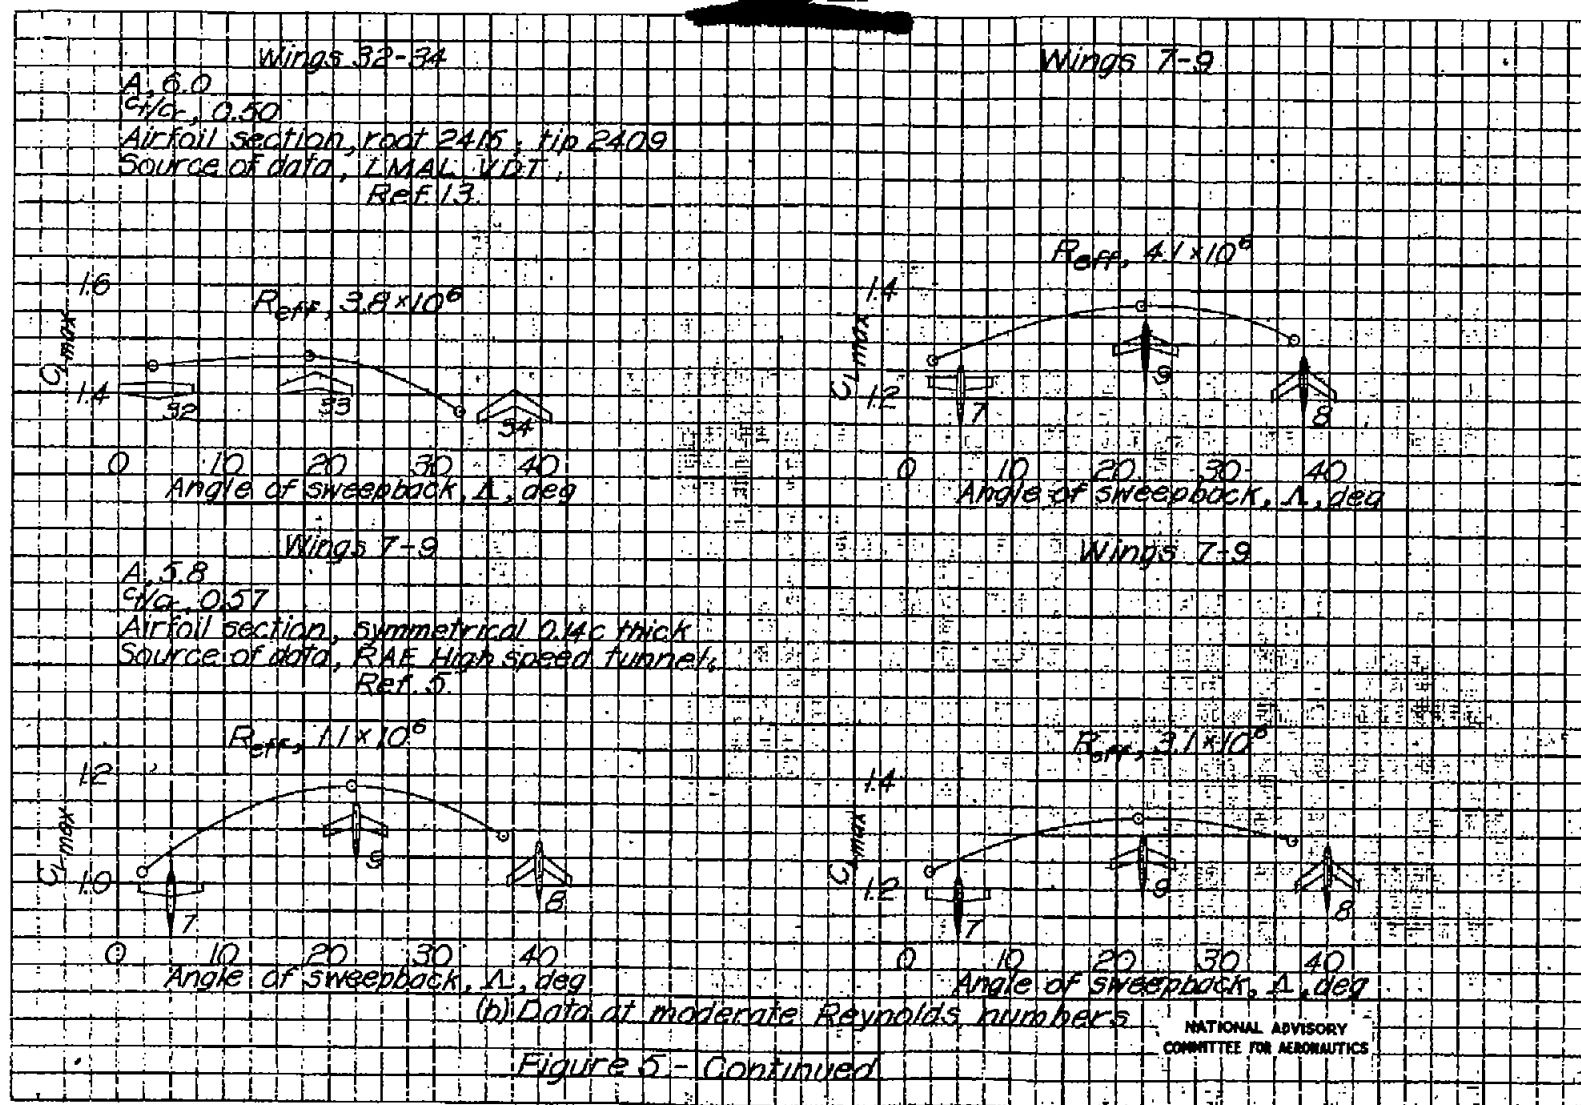 Wings 32-34
A, 6.0
ct/cr, 0.50
Airfoil section, root 2415; tip 2409
Source of data, LMAL VDT,
Ref. 13.
Reff, 3.8×10⁶
1.6
CLmax
1.4
32
33
34
0 10 20 30 40
Angle of sweepback, Λ, deg
Wings 7-9
Reff, 4.1×10⁶
1.4
CLmax
1.2
7
9
8
0 10 20 30 40
Angle of sweepback, Λ, deg
Wings 7-9
A, 5.8
ct/cr, 0.57
Airfoil section, symmetrical 0.14c thick
Source of data, RAE High speed tunnel,
Ref. 5.
Reff, 1.1×10⁶
1.2
CLmax
1.0
7
9
8
0 10 20 30 40
Angle of sweepback, Λ, deg
Wings 7-9
Reff, 3.1×10⁶
1.4
CLmax
1.2
7
9
8
0 10 20 30 40
Angle of sweepback, Λ, deg
(b) Data at moderate Reynolds numbers
NATIONAL ADVISORY
COMMITTEE FOR AERONAUTICS
Figure 5.- Continued